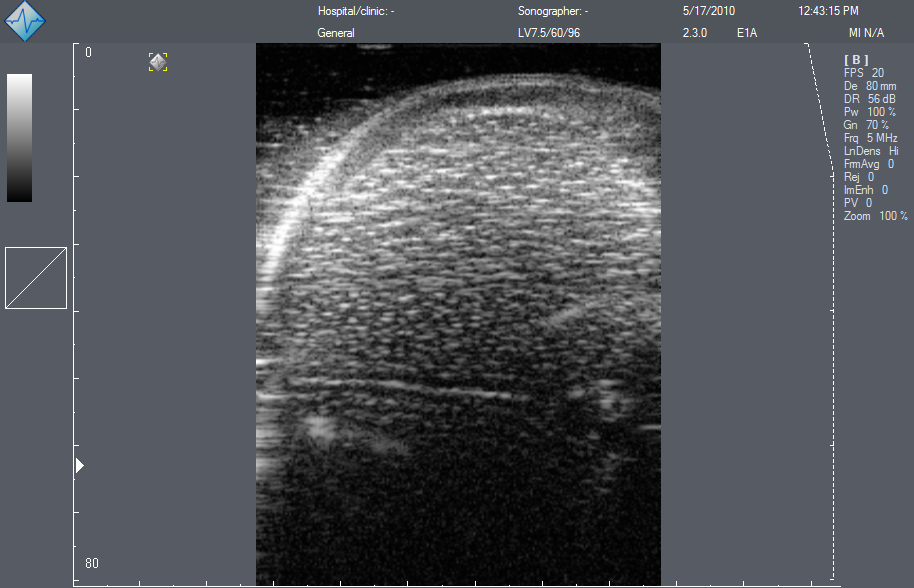 Hospital/clinic: - Sonographer: - 5/17/2010 12:43:15 PM
General LV7.5/60/96 2.3.0 E1A MI N/A
0
[ B ]
FPS 20
De 80 mm
DR 56 dB
Pw 100 %
Gn 70 %
Frq 5 MHz
LnDens Hi
FrmAvg 0
Rej 0
ImEnh 0
PV 0
Zoom 100 %
80